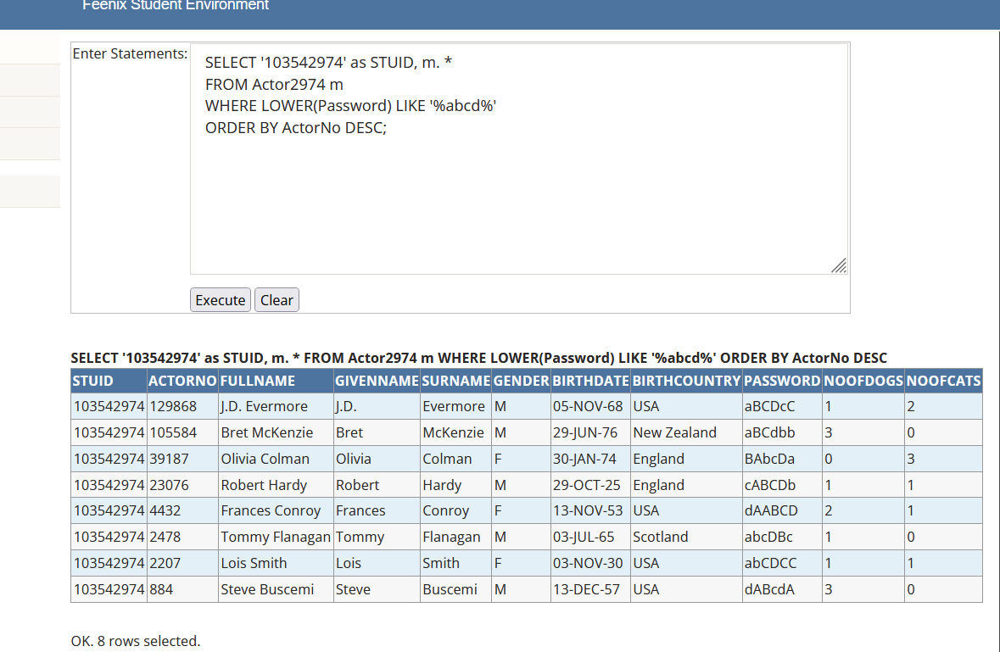 Feenix Student Environment
Enter Statements:
SELECT '103542974' as STUID, m. *
FROM Actor2974 m
WHERE LOWER(Password) LIKE '%abcd%'
ORDER BY ActorNo DESC;
Execute Clear
SELECT '103542974' as STUID, m. * FROM Actor2974 m WHERE LOWER(Password) LIKE '%abcd%' ORDER BY ActorNo DESC
STUID ACTORNO FULLNAME GIVENNAME SURNAME GENDER BIRTHDATE BIRTHCOUNTRY PASSWORD NOOFDOGS NOOFCATS
103542974 129868 J.D. Evermore J.D. Evermore M 05-NOV-68 USA aBCDcC 1 2
103542974 105584 Bret McKenzie Bret McKenzie M 29-JUN-76 New Zealand aBCdbb 3 0
103542974 39187 Olivia Colman Olivia Colman F 30-JAN-74 England BAbcDa 0 3
103542974 23076 Robert Hardy Robert Hardy M 29-OCT-25 England cABCDb 1 1
103542974 4432 Frances Conroy Frances Conroy F 13-NOV-53 USA dAABCD 2 1
103542974 2478 Tommy Flanagan Tommy Flanagan M 03-JUL-65 Scotland abcDBc 1 0
103542974 2207 Lois Smith Lois Smith F 03-NOV-30 USA abCDCC 1 1
103542974 884 Steve Buscemi Steve Buscemi M 13-DEC-57 USA dABcdA 3 0
OK. 8 rows selected.